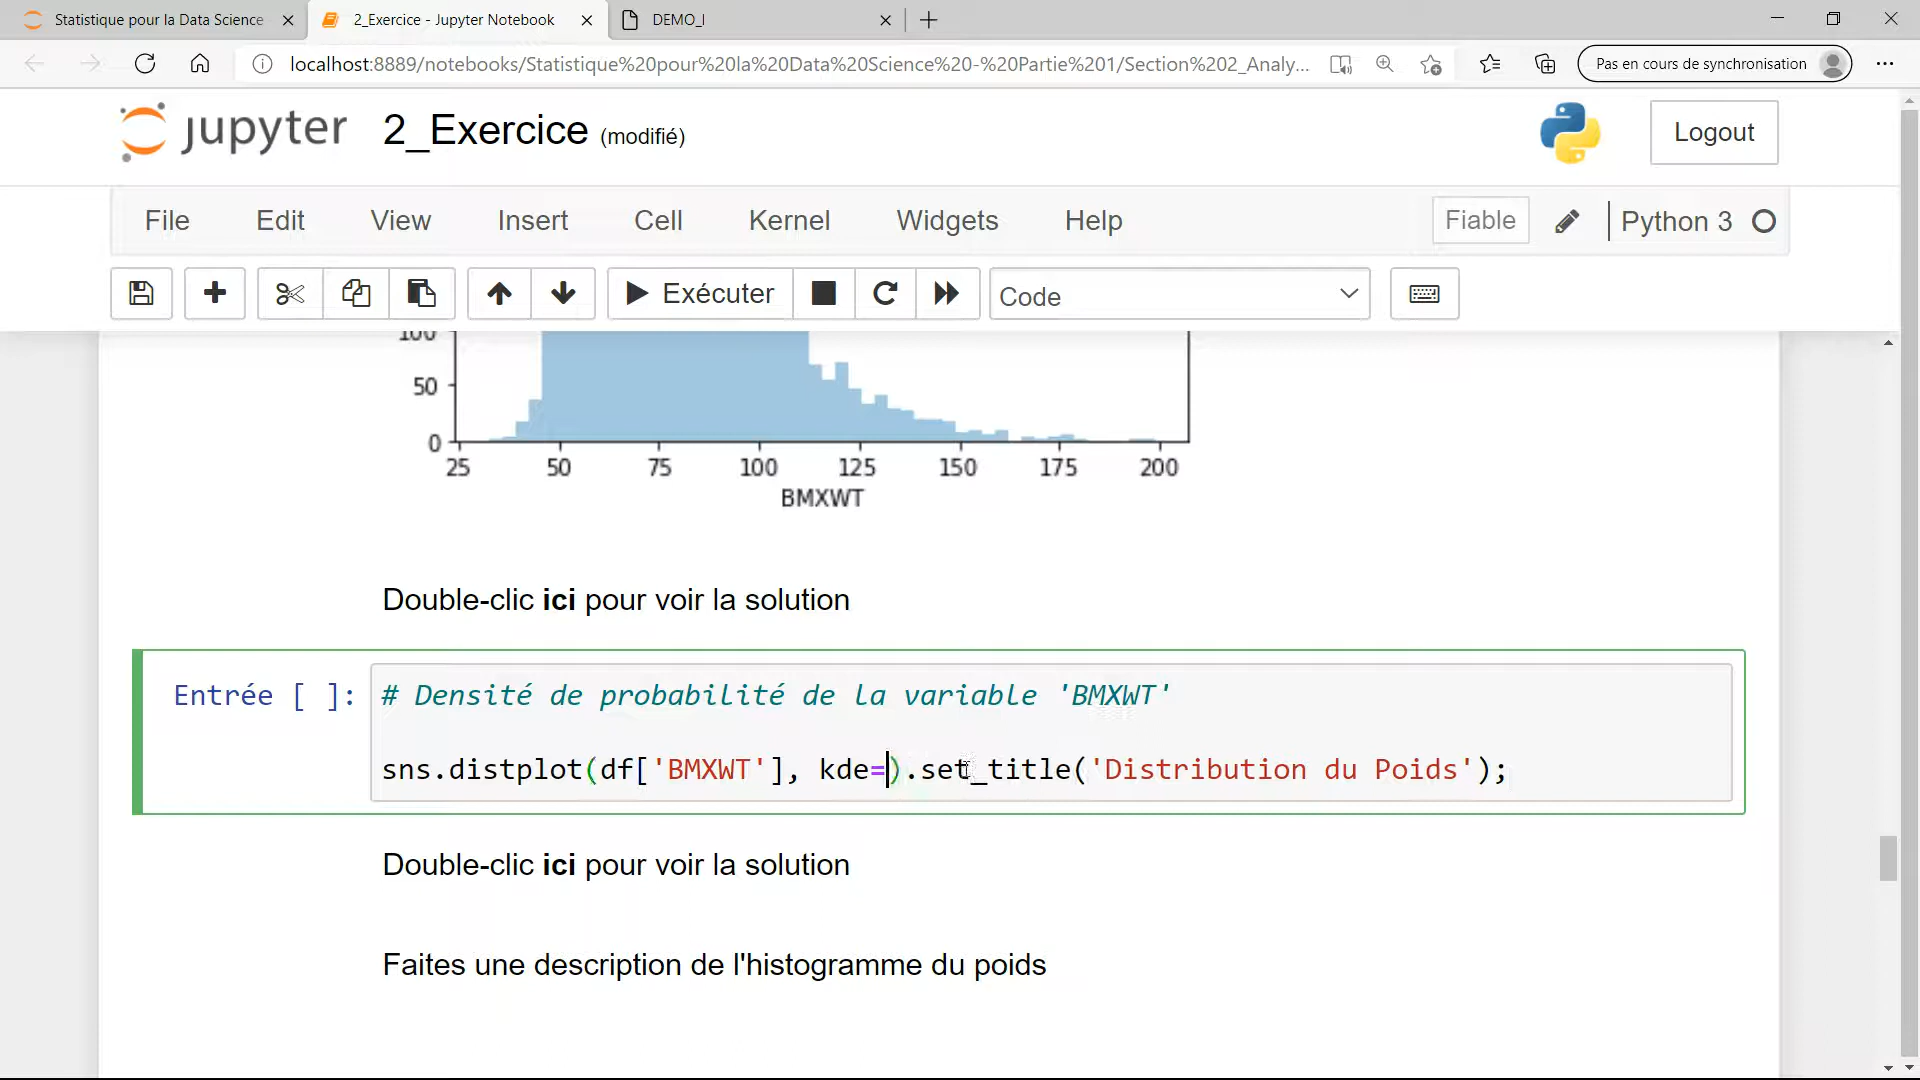 Statistique pour la Data Science
2_Exercice - Jupyter Notebook
DEMO_I
localhost:8889/notebooks/Statistique%20pour%20la%20Data%20Science%20-%20Partie%201/Section%202_Analy...
Pas en cours de synchronisation
jupyter 2_Exercice (modifié)
Logout
File Edit View Insert Cell Kernel Widgets Help
Fiable
Python 3
Exécuter
Code
100
50
0
25 50 75 100 125 150 175 200
BMXWT
Double-clic ici pour voir la solution
Entrée [ ]: # Densité de probabilité de la variable 'BMXWT'
sns.distplot(df['BMXWT'], kde=).set_title('Distribution du Poids');
Double-clic ici pour voir la solution
Faites une description de l'histogramme du poids